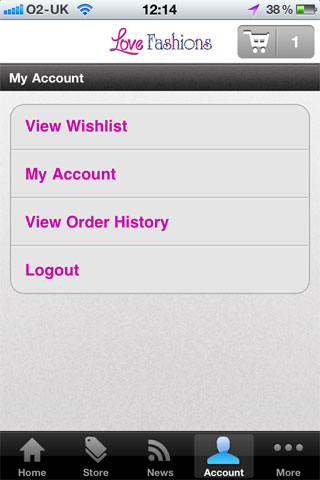 O2-UK 12:14 38%
Love Fashions 1
My Account
View Wishlist
My Account
View Order History
Logout
Home Store News Account More